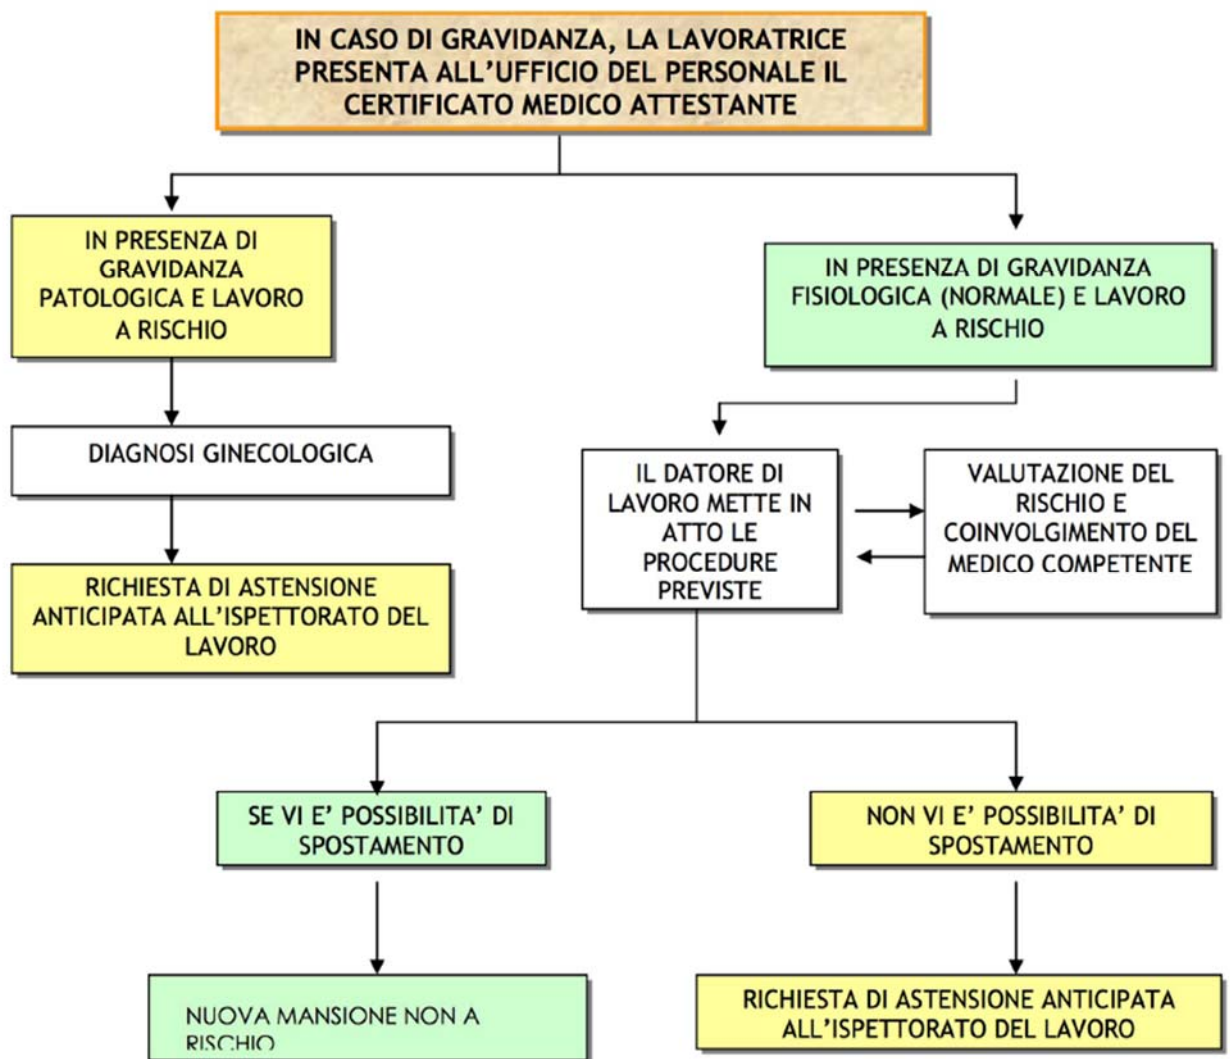 IN CASO DI GRAVIDANZA, LA LAVORATRICE
PRESENTA ALL'UFFICIO DEL PERSONALE IL
CERTIFICATO MEDICO ATTESTANTE
IN PRESENZA DI
GRAVIDANZA
PATOLOGICA E LAVORO
A RISCHIO
IN PRESENZA DI GRAVIDANZA
FISIOLOGICA (NORMALE) E LAVORO
A RISCHIO
DIAGNOSI GINECOLOGICA
IL DATORE DI
LAVORO METTE IN
ATTO LE
PROCEDURE
PREVISTE
VALUTAZIONE DEL
RISCHIO E
COINVOLGIMENTO DEL
MEDICO COMPETENTE
RICHIESTA DI ASTENSIONE
ANTICIPATA ALL'ISPETTORATO DEL
LAVORO
SE VI E' POSSIBILITA' DI
SPOSTAMENTO
NON VI E' POSSIBILITA' DI
SPOSTAMENTO
NUOVA MANSIONE NON A
RISCHIO
RICHIESTA DI ASTENSIONE ANTICIPATA
ALL'ISPETTORATO DEL LAVORO